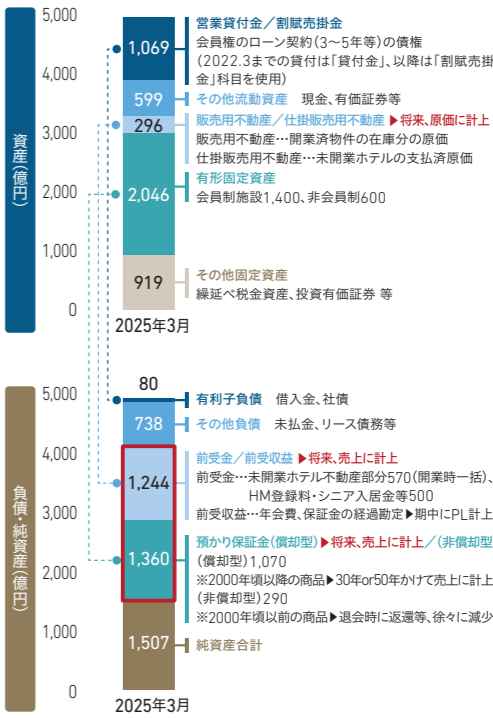 資産(億円)
5,000
4,000
3,000
2,000
1,000
0
1,069
599
296
2,046
919
2025年3月
営業貸付金/割賦売掛金
会員権のローン契約(3~5年等)の債権
(2022.3までの貸付は「貸付金」、以降は「割賦売掛
金」科目を使用)
その他流動資産 現金、有価証券等
販売用不動産/仕掛販売用不動産 ▶将来、原価に計上
販売用不動産…開業済物件の在庫分の原価
仕掛販売用不動産…未開業ホテルの支払済原価
有形固定資産
会員制施設1,400、非会員制600
その他固定資産
繰延べ税金資産、投資有価証券 等
負債・純資産(億円)
5,000
4,000
3,000
2,000
1,000
0
80
738
1,244
1,360
1,507
2025年3月
有利子負債 借入金、社債
その他負債 未払金、リース債務等
前受金/前受収益 ▶将来、売上に計上
前受金…未開業ホテル不動産部分570(開業時一括)、
HM登録料・シニア入居金等500
前受収益…年会費、保証金の経過勘定▶期中にPL計上
預かり保証金(償却型)▶将来、売上に計上/(非償却型
(償却型)1,070
※2000年頃以降の商品▶30年or50年かけて売上に計上
(非償却型)290
※2000年頃以前の商品▶退会時に返還等、徐々に減少
純資産合計